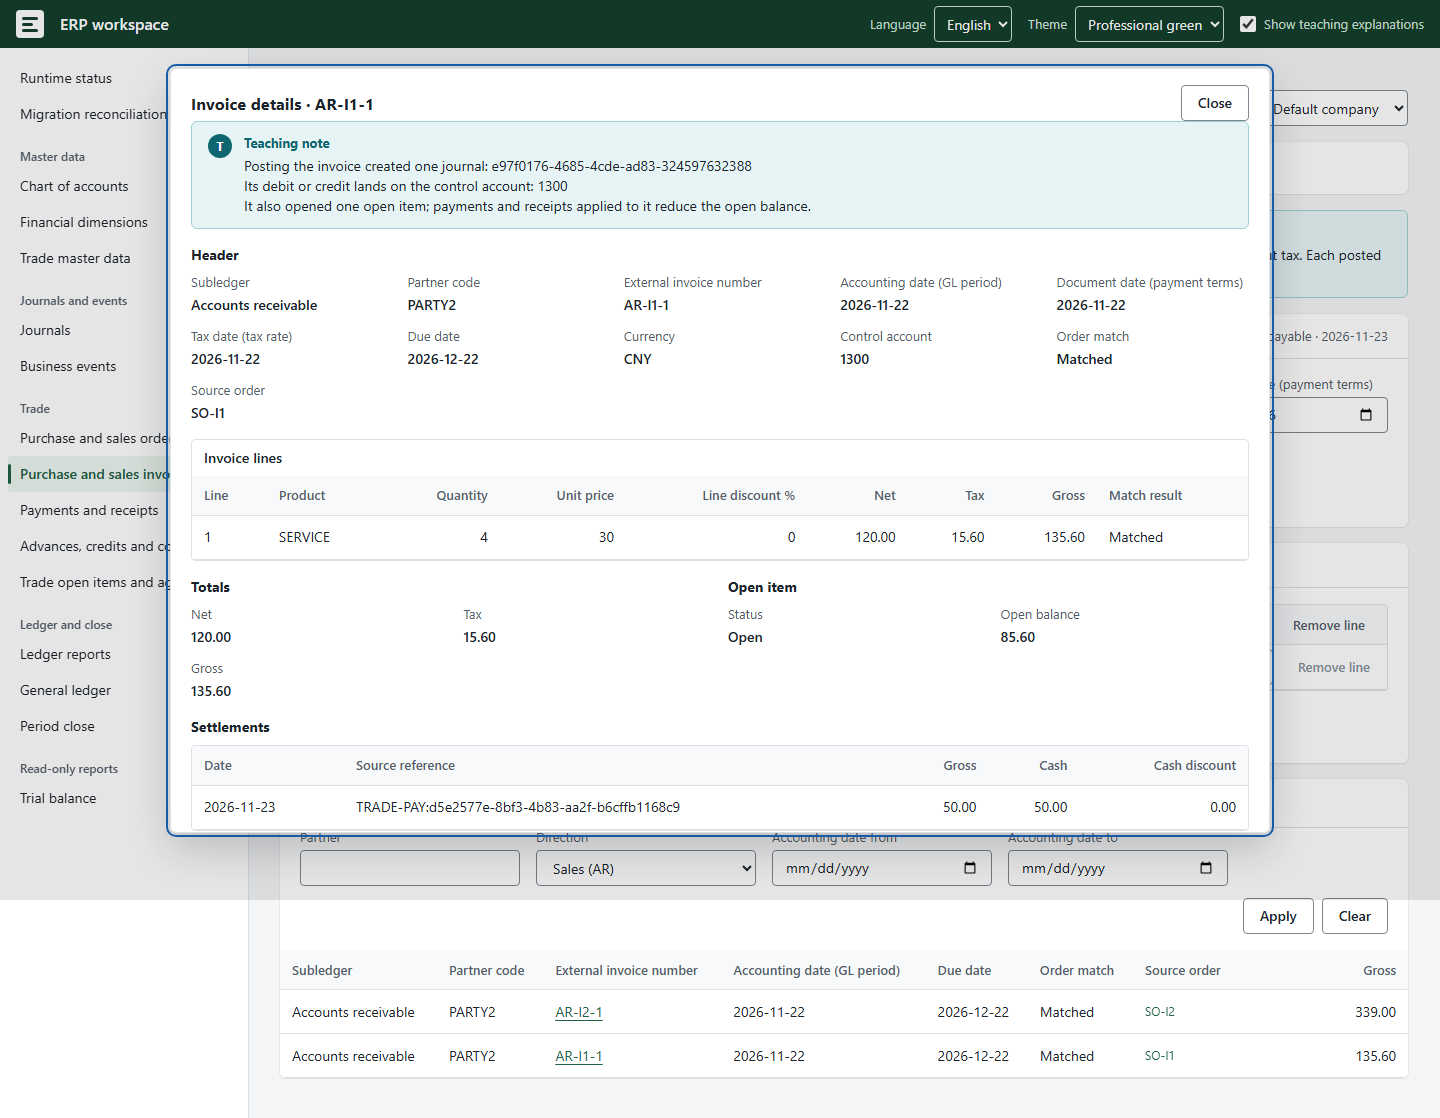 ERP workspace
Language English Theme Professional green Show teaching explanations
Runtime status
Migration reconciliation
Master data
Chart of accounts
Financial dimensions
Trade master data
Journals and events
Journals
Business events
Trade
Purchase and sales orde
Purchase and sales invo
Payments and receipts
Advances, credits and co
Trade open items and ag
Ledger and close
Ledger reports
General ledger
Period close
Read-only reports
Trial balance
Default company
t tax. Each posted
ayable · 2026-11-23
(payment terms)
Remove line
Remove line
Invoice details · AR-I1-1
Close
T
Teaching note
Posting the invoice created one journal: e97f0176-4685-4cde-ad83-324597632388
Its debit or credit lands on the control account: 1300
It also opened one open item; payments and receipts applied to it reduce the open balance.
Header
Subledger Partner code External invoice number Accounting date (GL period) Document date (payment terms)
Accounts receivable PARTY2 AR-I1-1 2026-11-22 2026-11-22
Tax date (tax rate) Due date Currency Control account Order match
2026-11-22 2026-12-22 CNY 1300 Matched
Source order
SO-I1
Invoice lines
Line Product Quantity Unit price Line discount % Net Tax Gross Match result
1 SERVICE 4 30 0 120.00 15.60 135.60 Matched
Totals
Net Tax
120.00 15.60
Gross
135.60
Open item
Status Open balance
Open 85.60
Settlements
Date Source reference Gross Cash Cash discount
2026-11-23 TRADE-PAY:d5e2577e-8bf3-4b83-aa2f-b6cffb1168c9 50.00 50.00 0.00
Partner Direction Accounting date from Accounting date to
Sales (AR) mm/dd/yyyy mm/dd/yyyy
Apply Clear
Subledger Partner code External invoice number Accounting date (GL period) Due date Order match Source order Gross
Accounts receivable PARTY2 AR-I2-1 2026-11-22 2026-12-22 Matched SO-I2 339.00
Accounts receivable PARTY2 AR-I1-1 2026-11-22 2026-12-22 Matched SO-I1 135.60